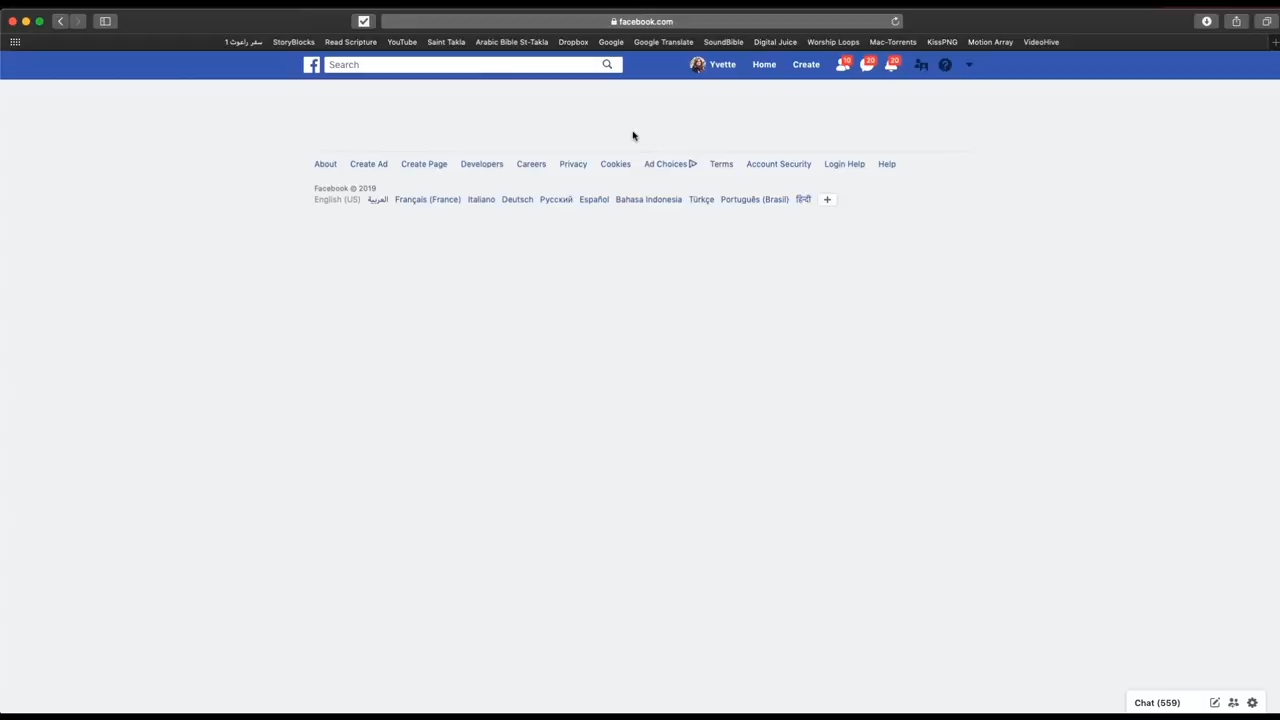 facebook.com
سفر راعوث 1 StoryBlocks Read Scripture YouTube Saint Takla Arabic Bible St-Takla Dropbox Google Google Translate SoundBible Digital Juice Worship Loops Mac-Torrents KissPNG Motion Array VideoHive
Search Yvette Home Create 10 20 20
About Create Ad Create Page Developers Careers Privacy Cookies Ad Choices Terms Account Security Login Help Help
Facebook © 2019
English (US) العربية Français (France) Italiano Deutsch Русский Español Bahasa Indonesia Türkçe Português (Brasil) हिन्दी
Chat (559)